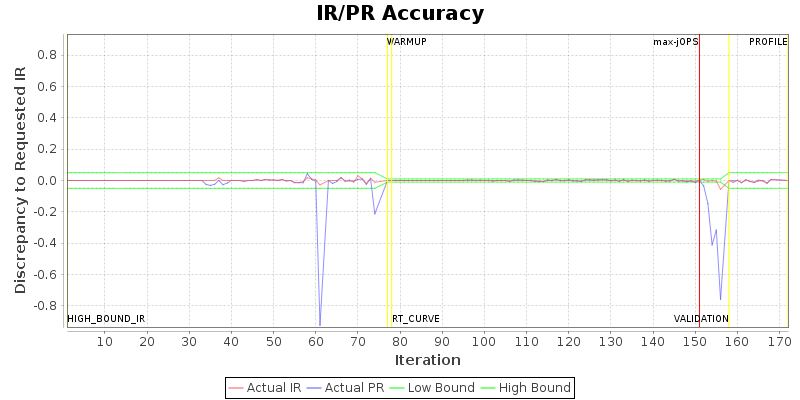 IR/PR Accuracy
Discrepancy to Requested IR
0.8
0.6
0.4
0.2
0.0
-0.2
-0.4
-0.6
-0.8
WARMUP
max-jOPS
PROFILE
HIGH_BOUND_IR
RT_CURVE
VALIDATION
10 20 30 40 50 60 70 80 90 100 110 120 130 140 150 160 170
Iteration
Actual IR Actual PR Low Bound High Bound